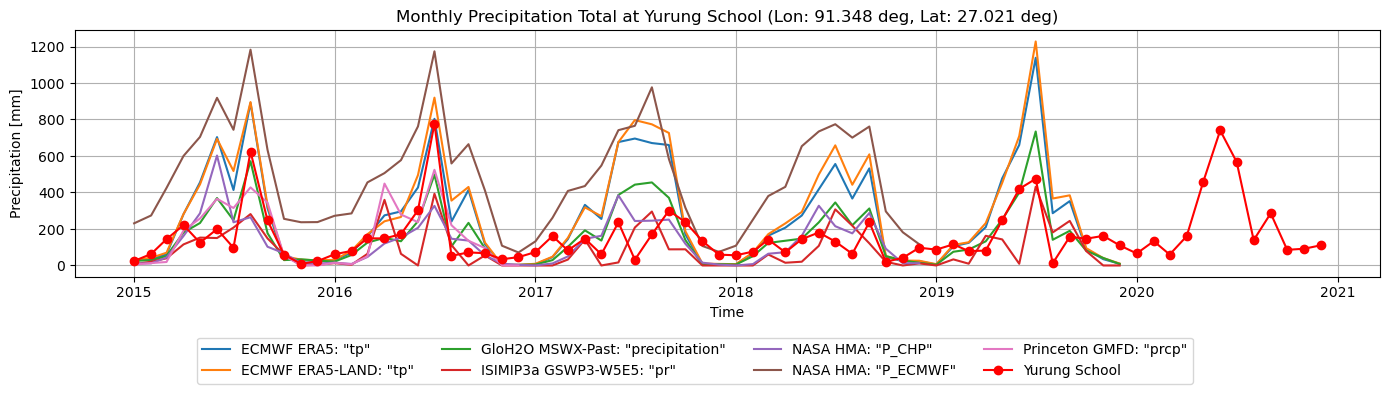 Monthly Precipitation Total at Yurung School (Lon: 91.348 deg, Lat: 27.021 deg)
Precipitation [mm]
1200
1000
800
600
400
200
0
2015 2016 2017 2018 2019 2020 2021
Time
ECMWF ERA5: "tp" GloH2O MSWX-Past: "precipitation" NASA HMA: "P_CHP" Princeton GMFD: "prcp"
ECMWF ERA5-LAND: "tp" ISIMIP3a GSWP3-W5E5: "pr" NASA HMA: "P_ECMWF" Yurung School